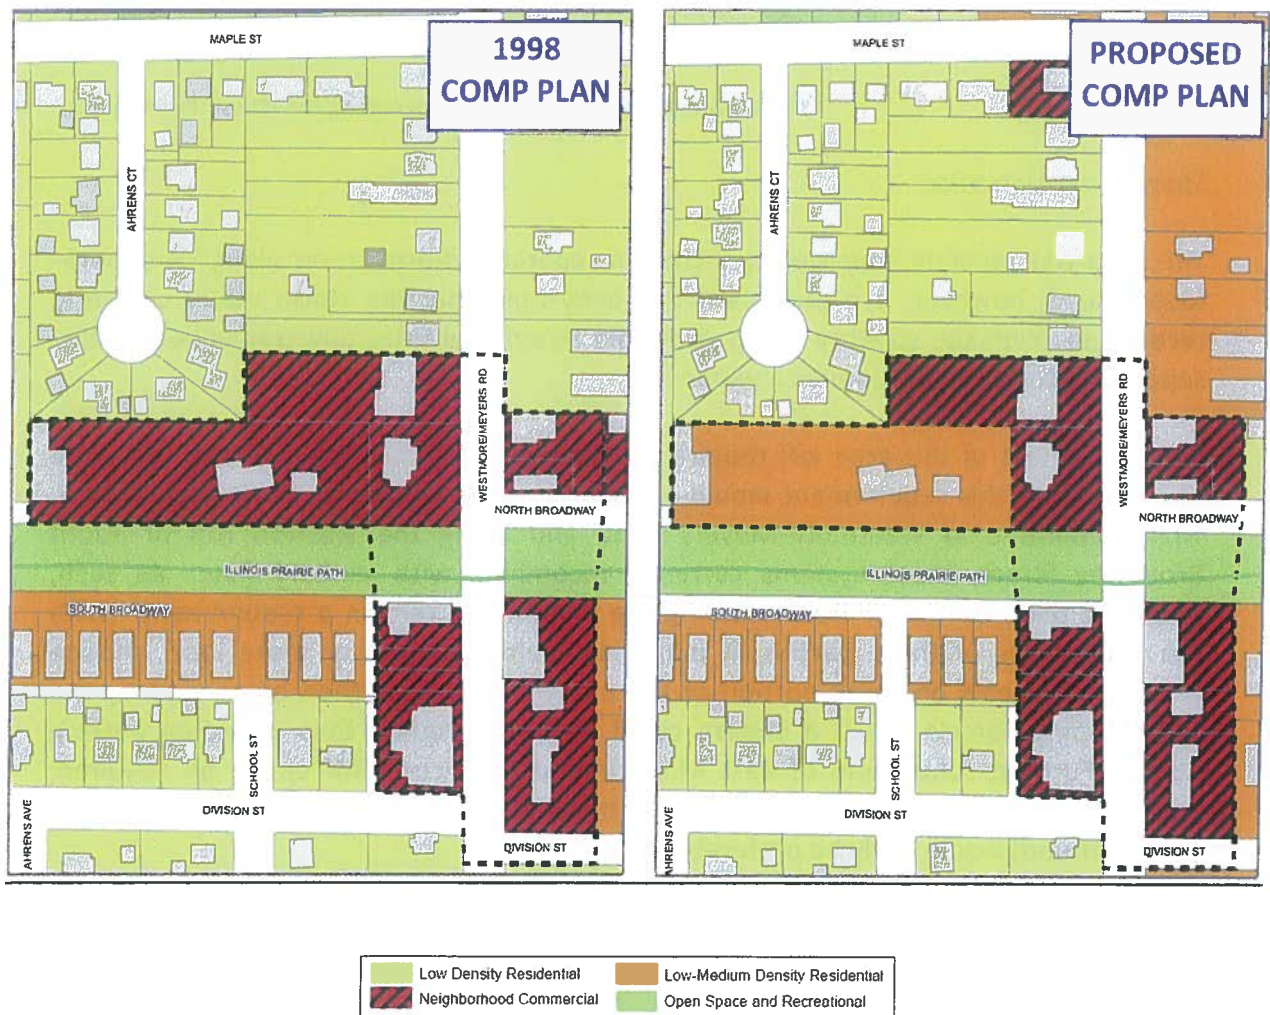 MAPLE ST
1998
COMP PLAN
AHRENS CT
WESTMORE/MEYERS RD
NORTH BROADWAY
ILLINOIS PRAIRIE PATH
SOUTH BROADWAY
SCHOOL ST
AHRENS AVE
DIVISION ST
DIVISION ST
MAPLE ST
PROPOSED
COMP PLAN
AHRENS CT
WESTMORE/MEYERS RD
NORTH BROADWAY
ILLINOIS PRAIRIE PATH
SOUTH BROADWAY
SCHOOL ST
AHRENS AVE
DIVISION ST
DIVISION ST
Low Density Residential
Low-Medium Density Residential
Neighborhood Commercial
Open Space and Recreational